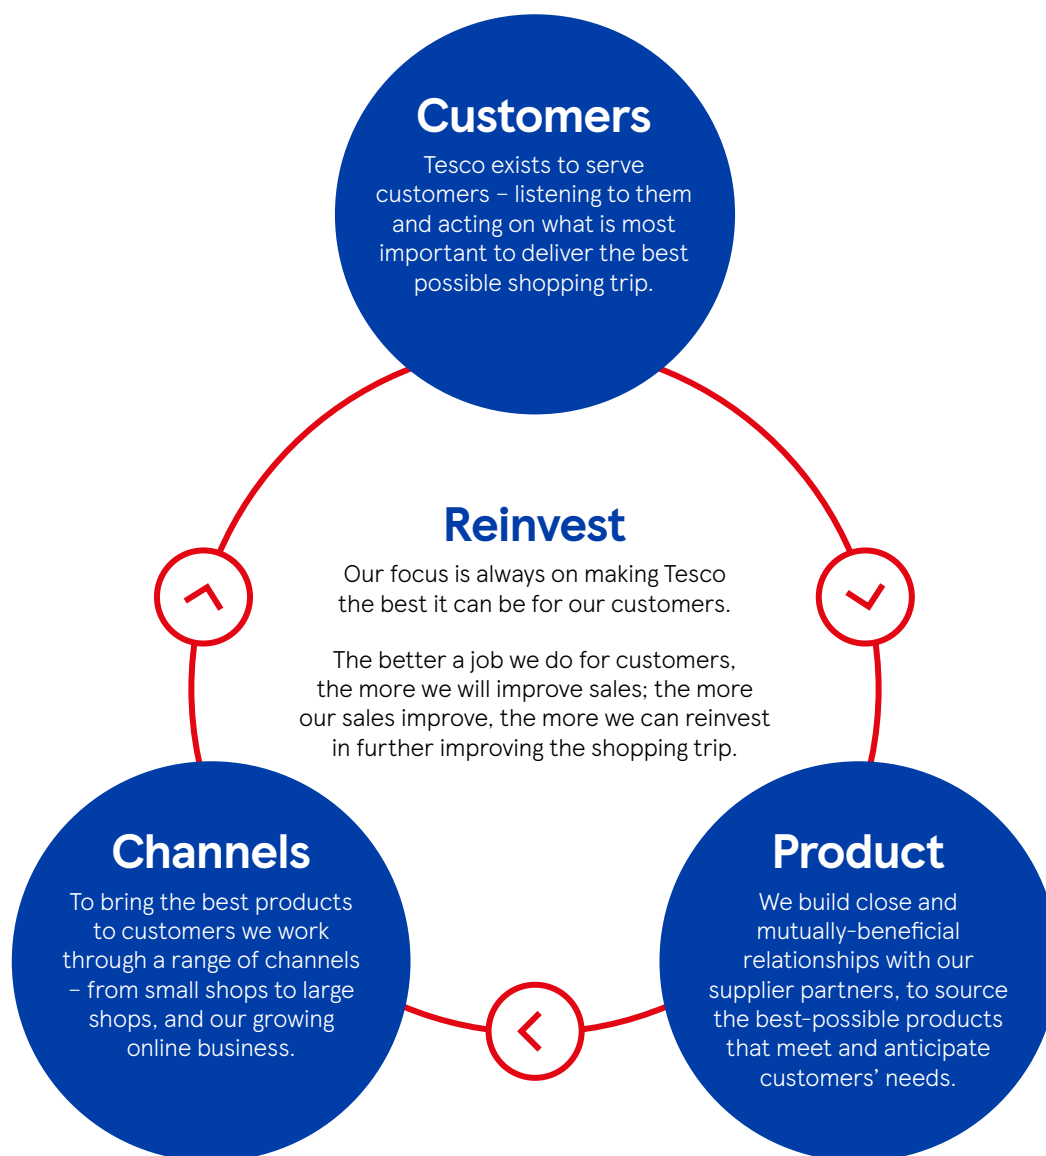 Customers
Tesco exists to serve
customers – listening to them
and acting on what is most
important to deliver the best
possible shopping trip.
Reinvest
Our focus is always on making Tesco
the best it can be for our customers.
The better a job we do for customers,
the more we will improve sales; the more
our sales improve, the more we can reinvest
in further improving the shopping trip.
Channels
To bring the best products
to customers we work
through a range of channels
– from small shops to large
shops, and our growing
online business.
Product
We build close and
mutually-beneficial
relationships with our
supplier partners, to source
the best-possible products
that meet and anticipate
customers’ needs.